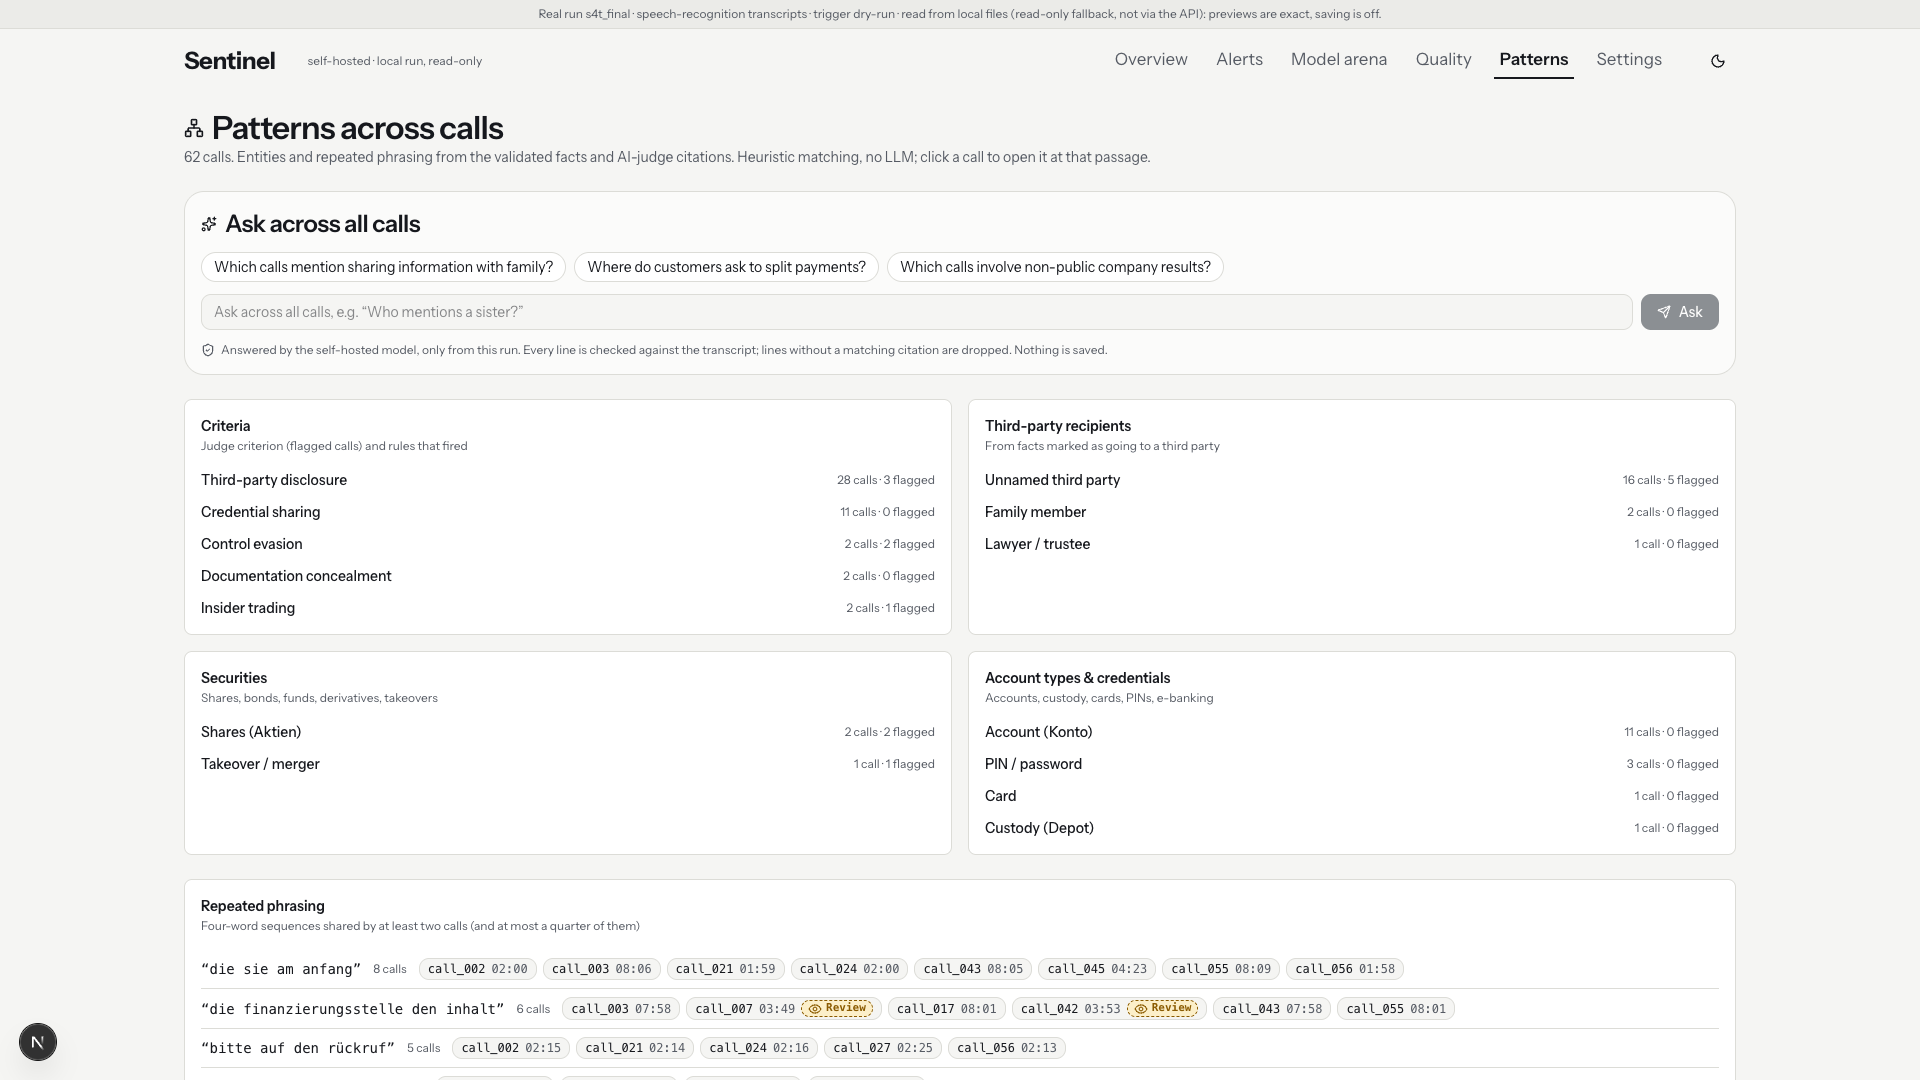 Real run s4t_final · speech-recognition transcripts · trigger dry-run · read from local files (read-only fallback, not via the API): previews are exact, saving is off.
Sentinel self-hosted · local run, read-only Overview Alerts Model arena Quality Patterns Settings
Patterns across calls
62 calls. Entities and repeated phrasing from the validated facts and AI-judge citations. Heuristic matching, no LLM; click a call to open it at that passage.
Ask across all calls
Which calls mention sharing information with family? Where do customers ask to split payments? Which calls involve non-public company results?
Ask across all calls, e.g. “Who mentions a sister?” Ask
Answered by the self-hosted model, only from this run. Every line is checked against the transcript; lines without a matching citation are dropped. Nothing is saved.
Criteria
Judge criterion (flagged calls) and rules that fired
Third-party disclosure 28 calls · 3 flagged
Credential sharing 11 calls · 0 flagged
Control evasion 2 calls · 2 flagged
Documentation concealment 2 calls · 0 flagged
Insider trading 2 calls · 1 flagged
Third-party recipients
From facts marked as going to a third party
Unnamed third party 16 calls · 5 flagged
Family member 2 calls · 0 flagged
Lawyer / trustee 1 call · 0 flagged
Securities
Shares, bonds, funds, derivatives, takeovers
Shares (Aktien) 2 calls · 2 flagged
Takeover / merger 1 call · 1 flagged
Account types & credentials
Accounts, custody, cards, PINs, e-banking
Account (Konto) 11 calls · 0 flagged
PIN / password 3 calls · 0 flagged
Card 1 call · 0 flagged
Custody (Depot) 1 call · 0 flagged
Repeated phrasing
Four-word sequences shared by at least two calls (and at most a quarter of them)
“die sie am anfang” 8 calls call_002 02:00 call_003 08:06 call_021 01:59 call_024 02:00 call_043 08:05 call_045 04:23 call_055 08:09 call_056 01:58
“die finanzierungsstelle den inhalt” 6 calls call_003 07:58 call_007 03:49 Review call_017 08:01 call_042 03:53 Review call_043 07:58 call_055 08:01
“bitte auf den rückruf” 5 calls call_002 02:15 call_021 02:14 call_024 02:16 call_027 02:25 call_056 02:13
N